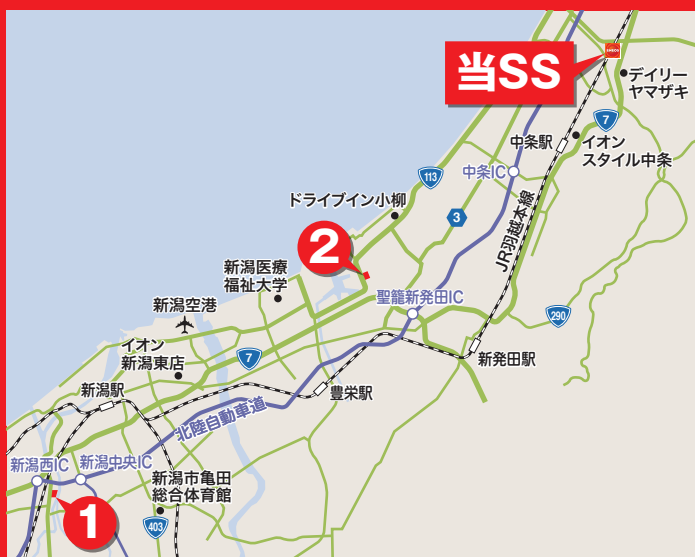 当SS
デイリー
ヤマザキ
7
中条駅
イオン
スタイル中条
中条IC
113
ドライブイン小柳
3
JR羽越本線
2
新潟医療
福祉大学
聖籠新発田IC
新潟空港
290
イオン
新潟東店
7
新発田駅
新潟駅
豊栄駅
北陸自動車道
新潟西IC
新潟中央IC
新潟市亀田
総合体育館
1
403